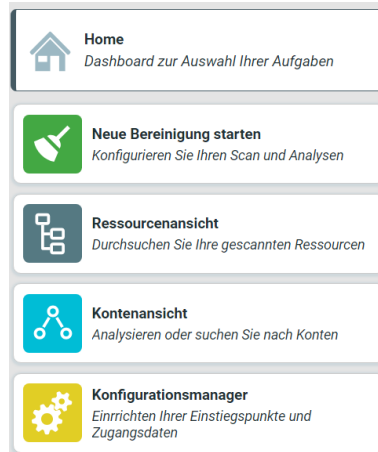 Home
Dashboard zur Auswahl Ihrer Aufgaben
Neue Bereinigung starten
Konfigurieren Sie Ihren Scan und Analysen
Ressourcenansicht
Durchsuchen Sie Ihre gescannten Ressourcen
Kontenansicht
Analysieren oder suchen Sie nach Konten
Konfigurationsmanager
Einrrichten Ihrer Einstiegspunkte und
Zugangsdaten